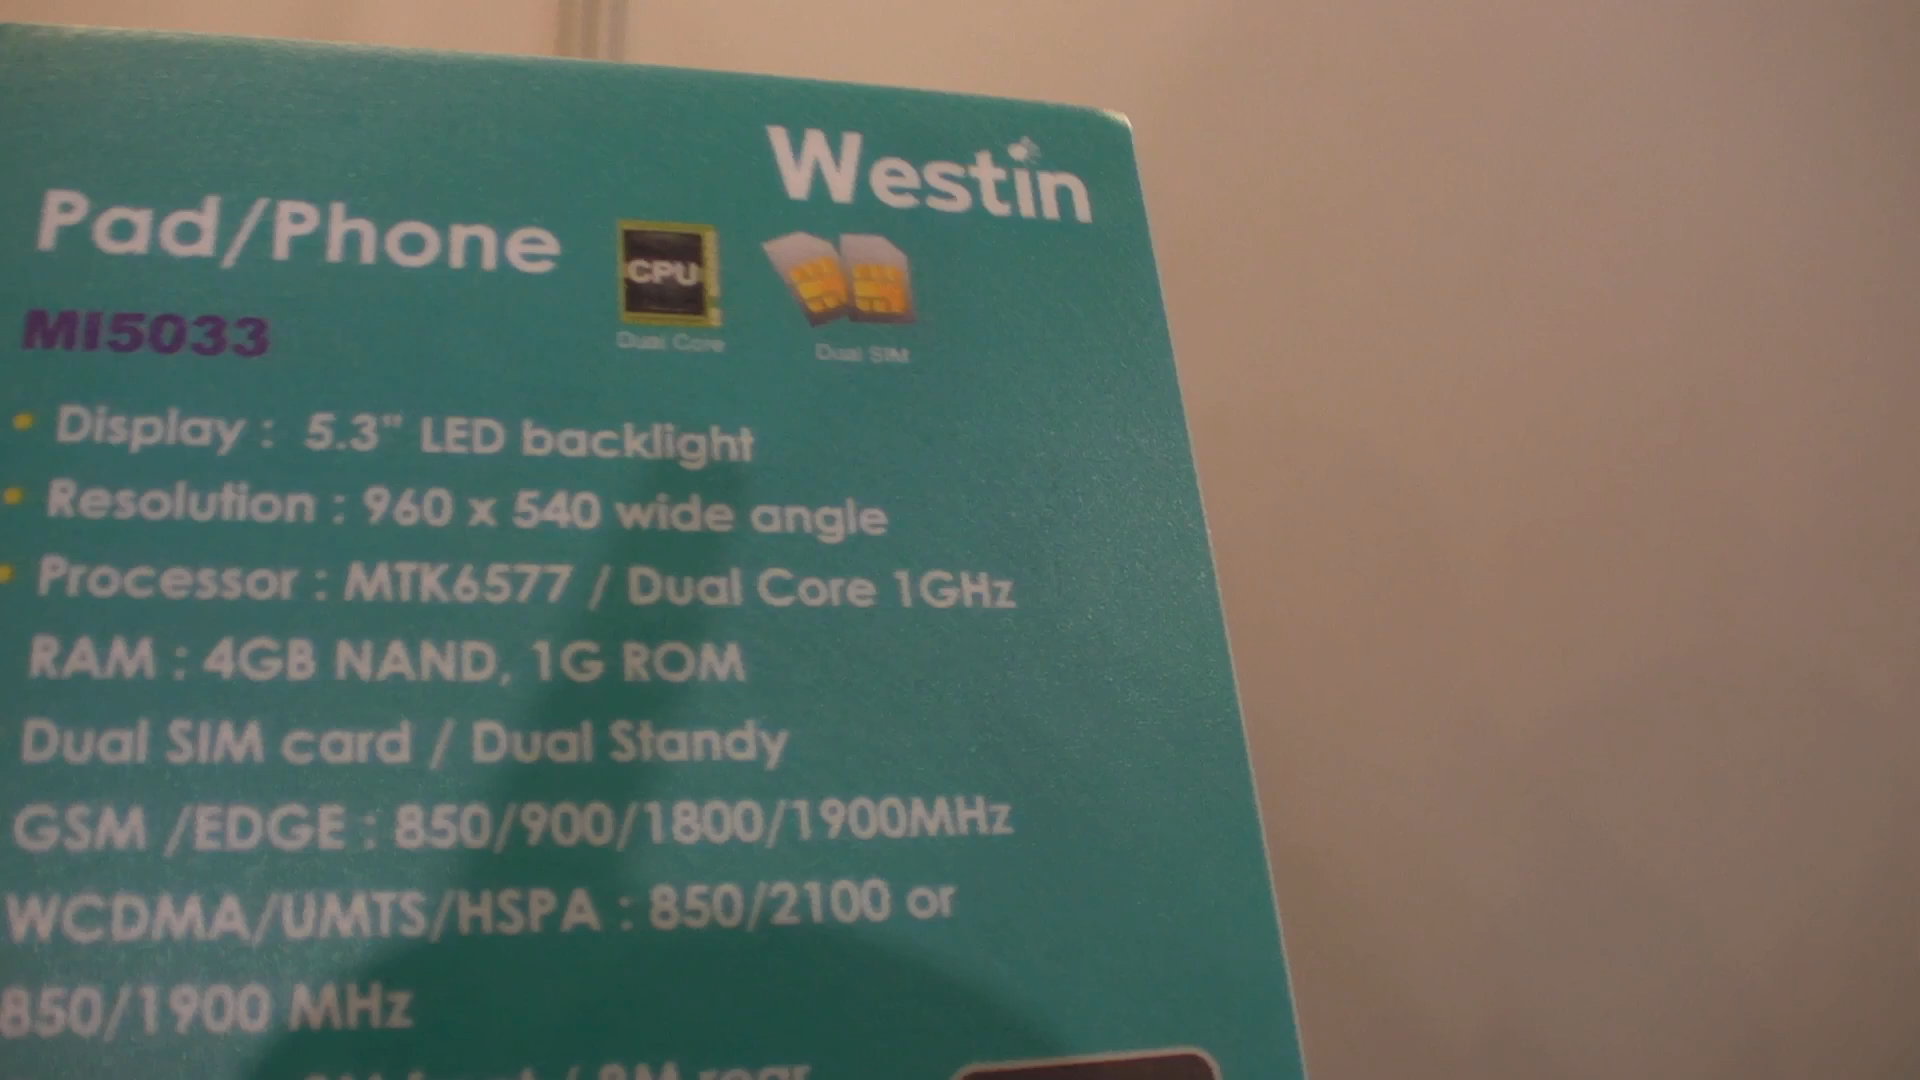 Westin
Pad/Phone
CPU
MI5033
Dual Core
Dual SIM
• Display : 5.3" LED backlight
• Resolution : 960 x 540 wide angle
• Processor : MTK6577 / Dual Core 1GHz
RAM : 4GB NAND, 1G ROM
Dual SIM card / Dual Standy
GSM /EDGE : 850/900/1800/1900MHz
WCDMA/UMTS/HSPA : 850/2100 or
850/1900 MHz
/ 8M rear